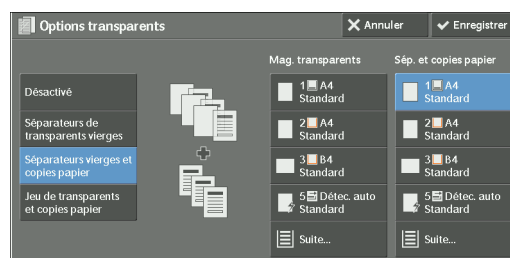 Options transparents
Annuler
Enregistrer
Désactivé
Séparateurs de
transparents vierges
Séparateurs vierges et
copies papier
Jeu de transparents
et copies papier
Mag. transparents
1 A4
Standard
2 A4
Standard
3 B4
Standard
5 Détec. auto
Standard
Suite...
Sép. et copies papier
1 A4
Standard
2 A4
Standard
3 B4
Standard
5 Détec. auto
Standard
Suite...